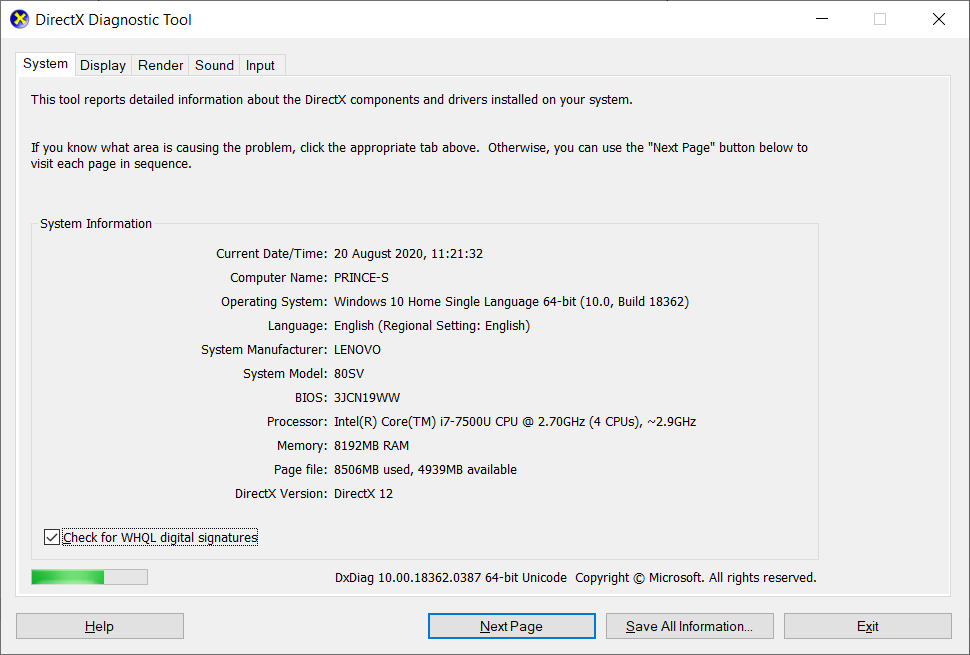 DirectX Diagnostic Tool
System Display Render Sound Input
This tool reports detailed information about the DirectX components and drivers installed on your system.
If you know what area is causing the problem, click the appropriate tab above.  Otherwise, you can use the "Next Page" button below to
visit each page in sequence.
System Information
Current Date/Time: 20 August 2020, 11:21:32
Computer Name: PRINCE-S
Operating System: Windows 10 Home Single Language 64-bit (10.0, Build 18362)
Language: English (Regional Setting: English)
System Manufacturer: LENOVO
System Model: 80SV
BIOS: 3JCN19WW
Processor: Intel(R) Core(TM) i7-7500U CPU @ 2.70GHz (4 CPUs), ~2.9GHz
Memory: 8192MB RAM
Page file: 8506MB used, 4939MB available
DirectX Version: DirectX 12
Check for WHQL digital signatures
DxDiag 10.00.18362.0387 64-bit Unicode  Copyright © Microsoft. All rights reserved.
Help Next Page Save All Information... Exit